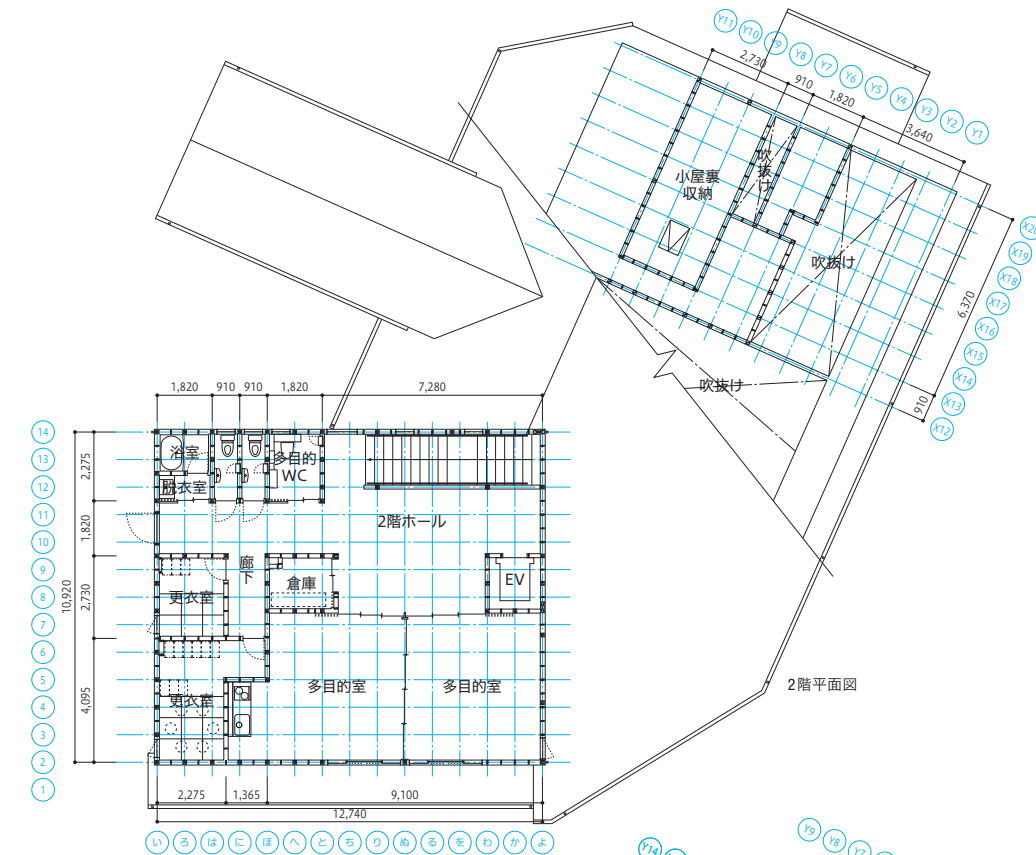 Y11
Y10
Y9
Y8
Y7
Y6
Y5
Y4
Y3
Y2
Y1
2,730
910
1,820
3,640
吹抜け
小屋裏
収納
吹抜け
X20
X19
X18
X17
X16
X15
X14
X13
X12
6,370
910
吹抜け
1,820
910
910
1,820
7,280
14
13
12
11
10
9
8
7
6
5
4
3
2
1
2,275
1,820
2,730
4,095
10,920
浴室
脱衣室
多目的
WC
2階ホール
廊下
倉庫
EV
更衣室
更衣室
多目的室
多目的室
2階平面図
2,275
1,365
9,100
12,740
い
ろ
は
に
ほ
へ
と
ち
り
ぬ
る
を
わ
か
よ
Y14
Y9
Y8
Y7